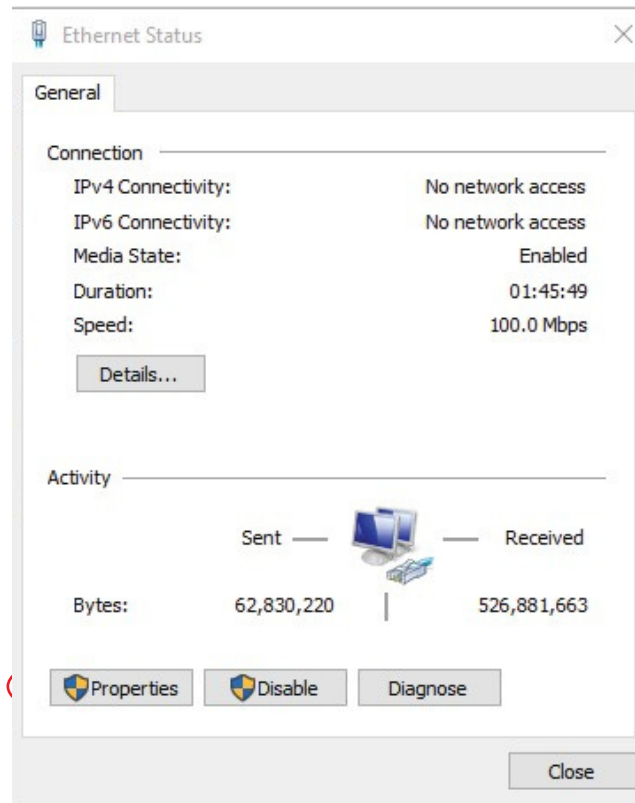 Ethernet Status
General
Connection
IPv4 Connectivity: No network access
IPv6 Connectivity: No network access
Media State: Enabled
Duration: 01:45:49
Speed: 100.0 Mbps
Details...
Activity
Sent Received
Bytes: 62,830,220 526,881,663
Properties Disable Diagnose
Close